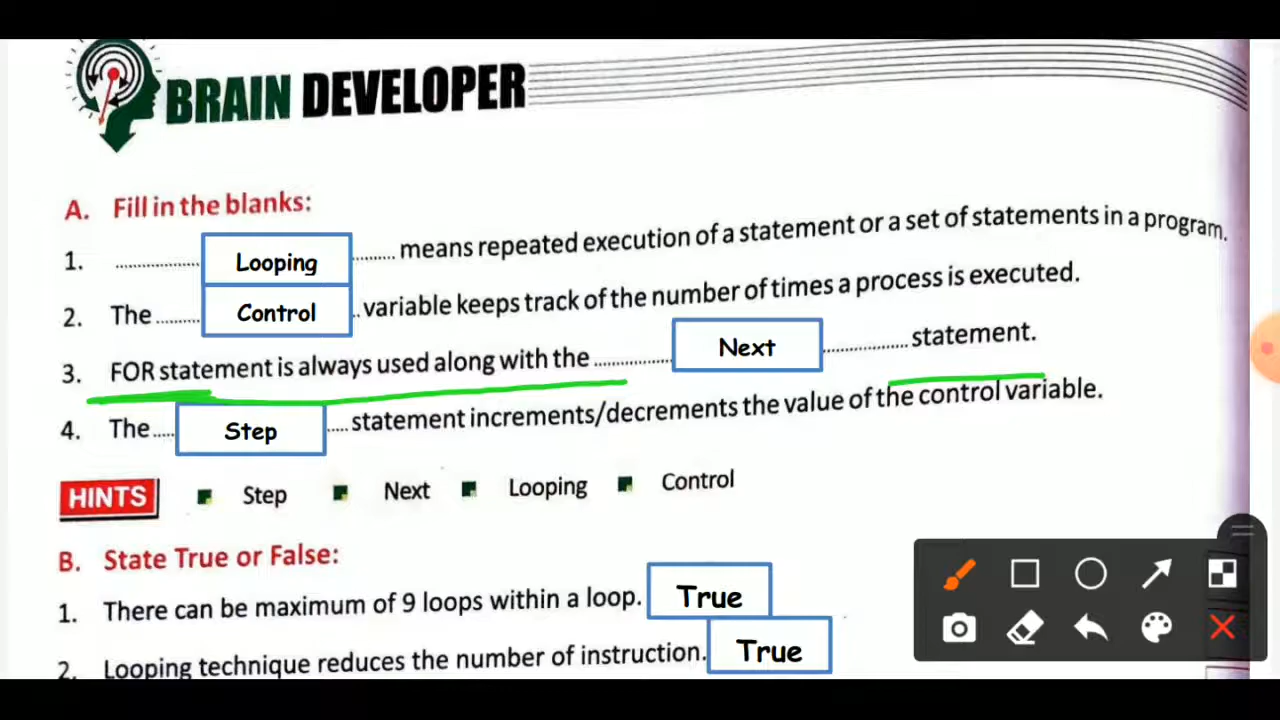 BRAIN DEVELOPER
A. Fill in the blanks:
1. ............... Looping ........ means repeated execution of a statement or a set of statements in a program.
2. The ......... Control .. variable keeps track of the number of times a process is executed.
3. FOR statement is always used along with the ............... Next ................ statement.
4. The ..... Step ..... statement increments/decrements the value of the control variable.
HINTS Step Next Looping Control
B. State True or False:
1. There can be maximum of 9 loops within a loop. True
2. Looping technique reduces the number of instruction. True